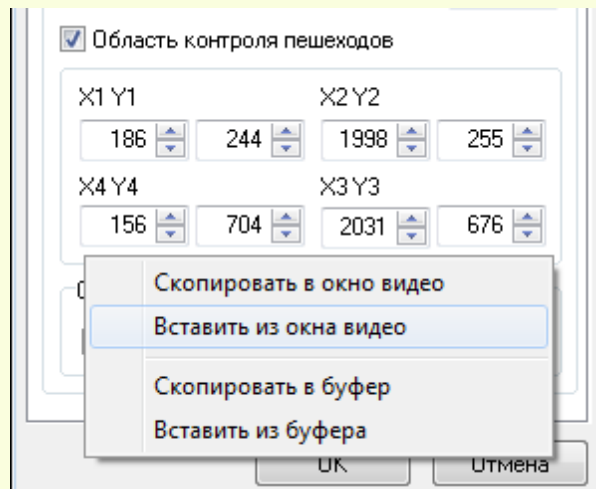 Область контроля пешеходов
X1 Y1 X2 Y2
186 244 1998 255
X4 Y4 X3 Y3
156 704 2031 676
Скопировать в окно видео
Вставить из окна видео
Скопировать в буфер
Вставить из буфера
OK Отмена